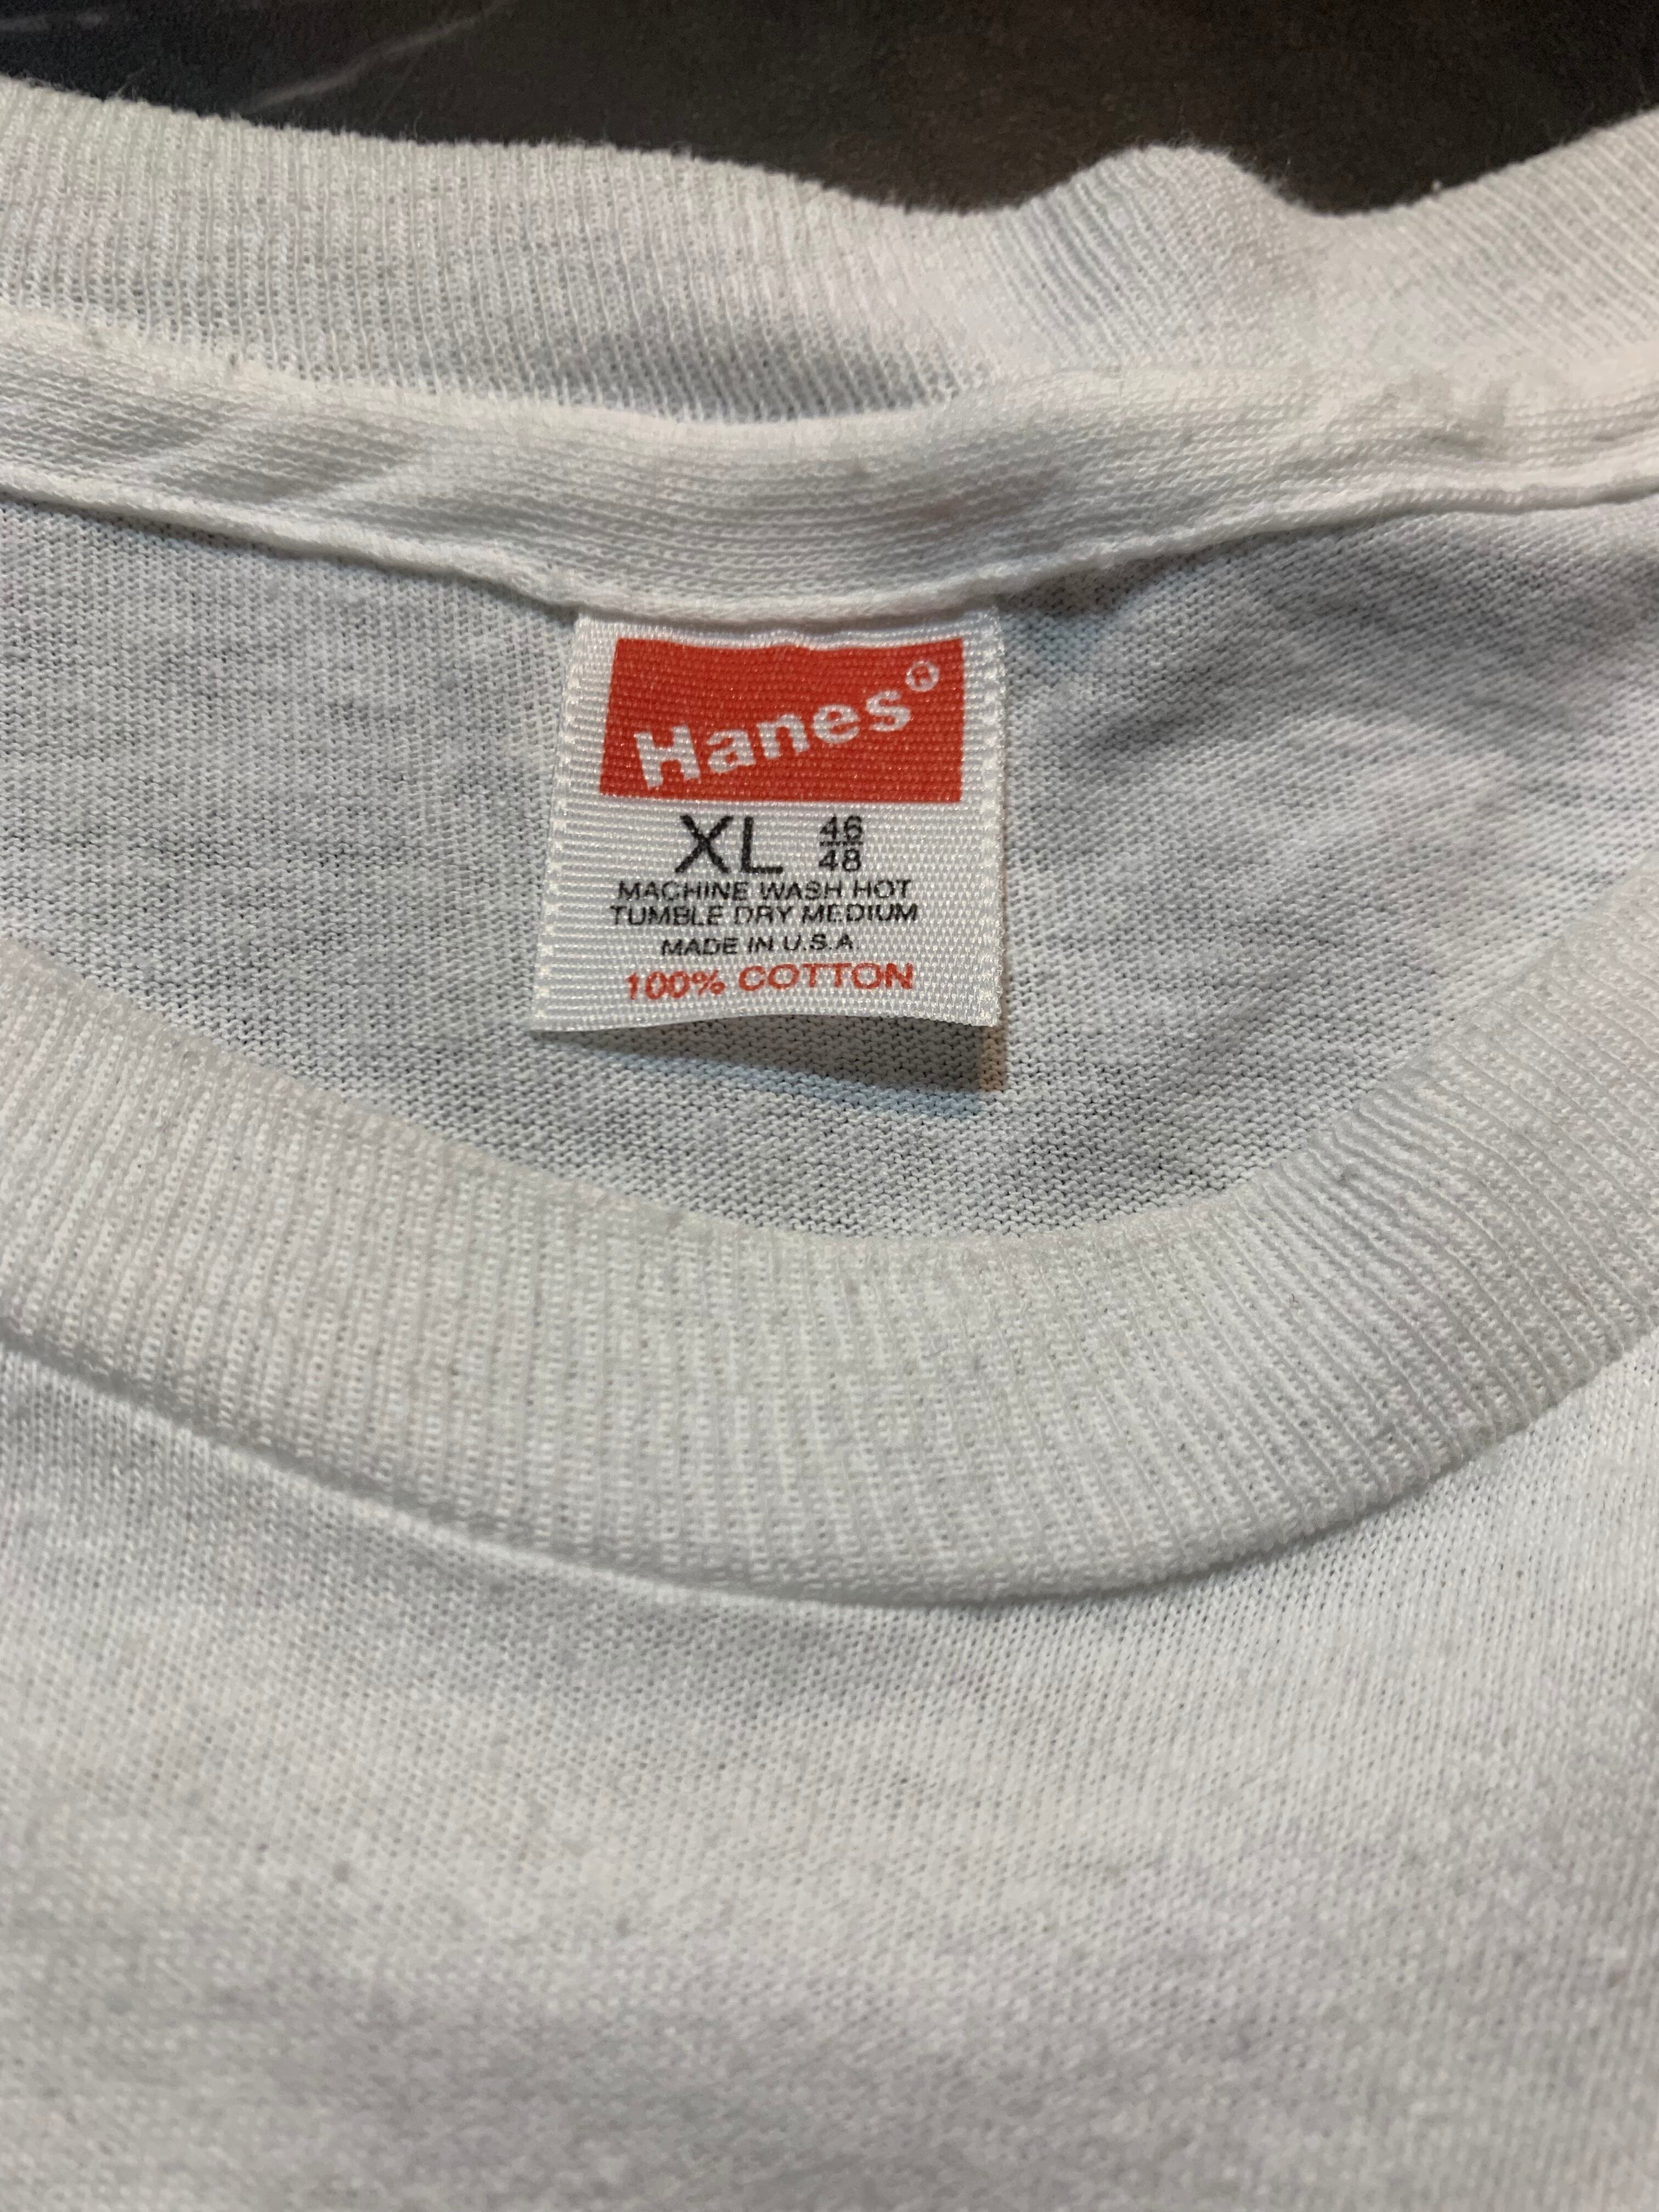 Hanes®
XL 46
48
MACHINE WASH HOT
TUMBLE DRY MEDIUM
MADE IN U.S.A.
100% COTTON